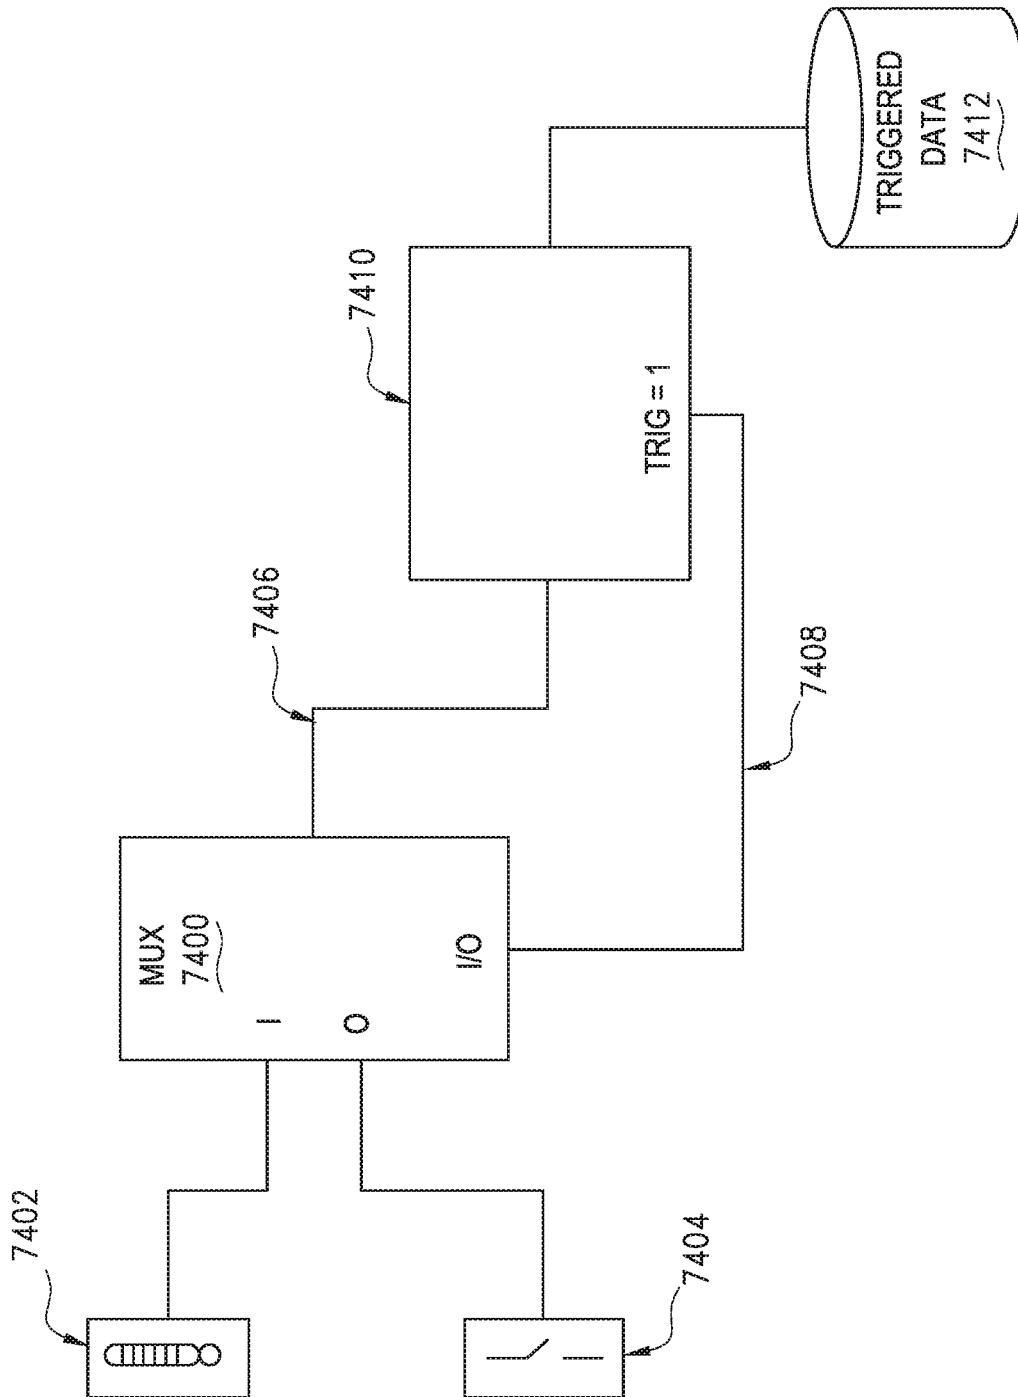 7402
7404
MUX
7400
I
O
I/O
7406
7408
7410
TRIG = 1
TRIGGERED
DATA
7412